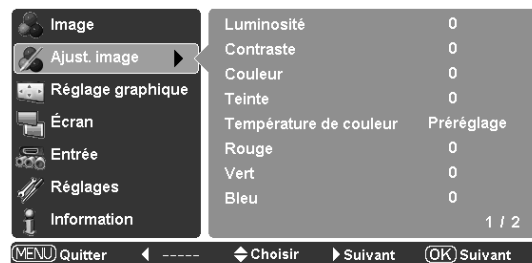 Image
Ajust. image
Réglage graphique
Écran
Entrée
Réglages
Information
Luminosité 0
Contraste 0
Couleur 0
Teinte 0
Température de couleur Préréglage
Rouge 0
Vert 0
Bleu 0
1 / 2
MENU Quitter ----- Choisir Suivant OK Suivant